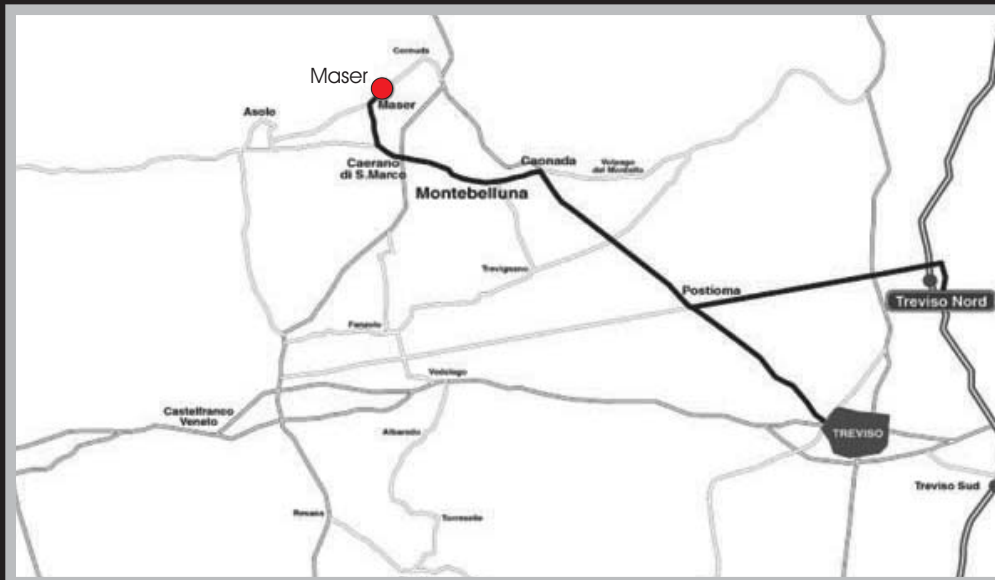 Cornuda
Maser
Maser
Asolo
Caonada
Volpago
del Montello
Caerano
di S.Marco
Montebelluna
Trevignano
Postioma
Treviso Nord
Fanzolo
Vedelago
Castelfranco
Veneto
Albaredo
TREVISO
Treviso Sud
Resana
Torreselle